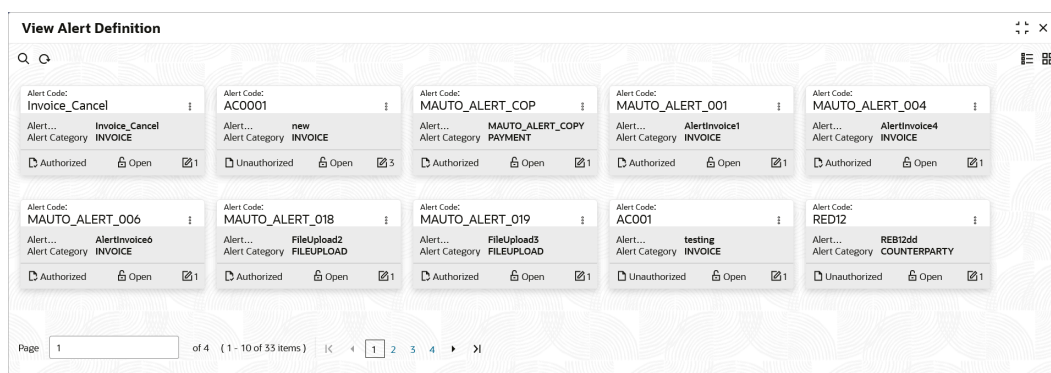 View Alert Definition
Alert Code:
Invoice_Cancel
Alert... Invoice_Cancel
Alert Category INVOICE
Authorized Open 1
Alert Code:
AC0001
Alert... new
Alert Category INVOICE
Unauthorized Open 3
Alert Code:
MAUTO_ALERT_COP
Alert... MAUTO_ALERT_COPY
Alert Category PAYMENT
Authorized Open 1
Alert Code:
MAUTO_ALERT_001
Alert... AlertInvoice1
Alert Category INVOICE
Authorized Open 1
Alert Code:
MAUTO_ALERT_004
Alert... AlertInvoice4
Alert Category INVOICE
Authorized Open 1
Alert Code:
MAUTO_ALERT_006
Alert... AlertInvoice6
Alert Category INVOICE
Authorized Open 1
Alert Code:
MAUTO_ALERT_018
Alert... FileUpload2
Alert Category FILEUPLOAD
Authorized Open 1
Alert Code:
MAUTO_ALERT_019
Alert... FileUpload3
Alert Category FILEUPLOAD
Authorized Open 1
Alert Code:
AC001
Alert... testing
Alert Category INVOICE
Unauthorized Open 1
Alert Code:
RED12
Alert... REB12dd
Alert Category COUNTERPARTY
Unauthorized Open 1
Page 1 of 4 (1 - 10 of 33 items) 1 2 3 4